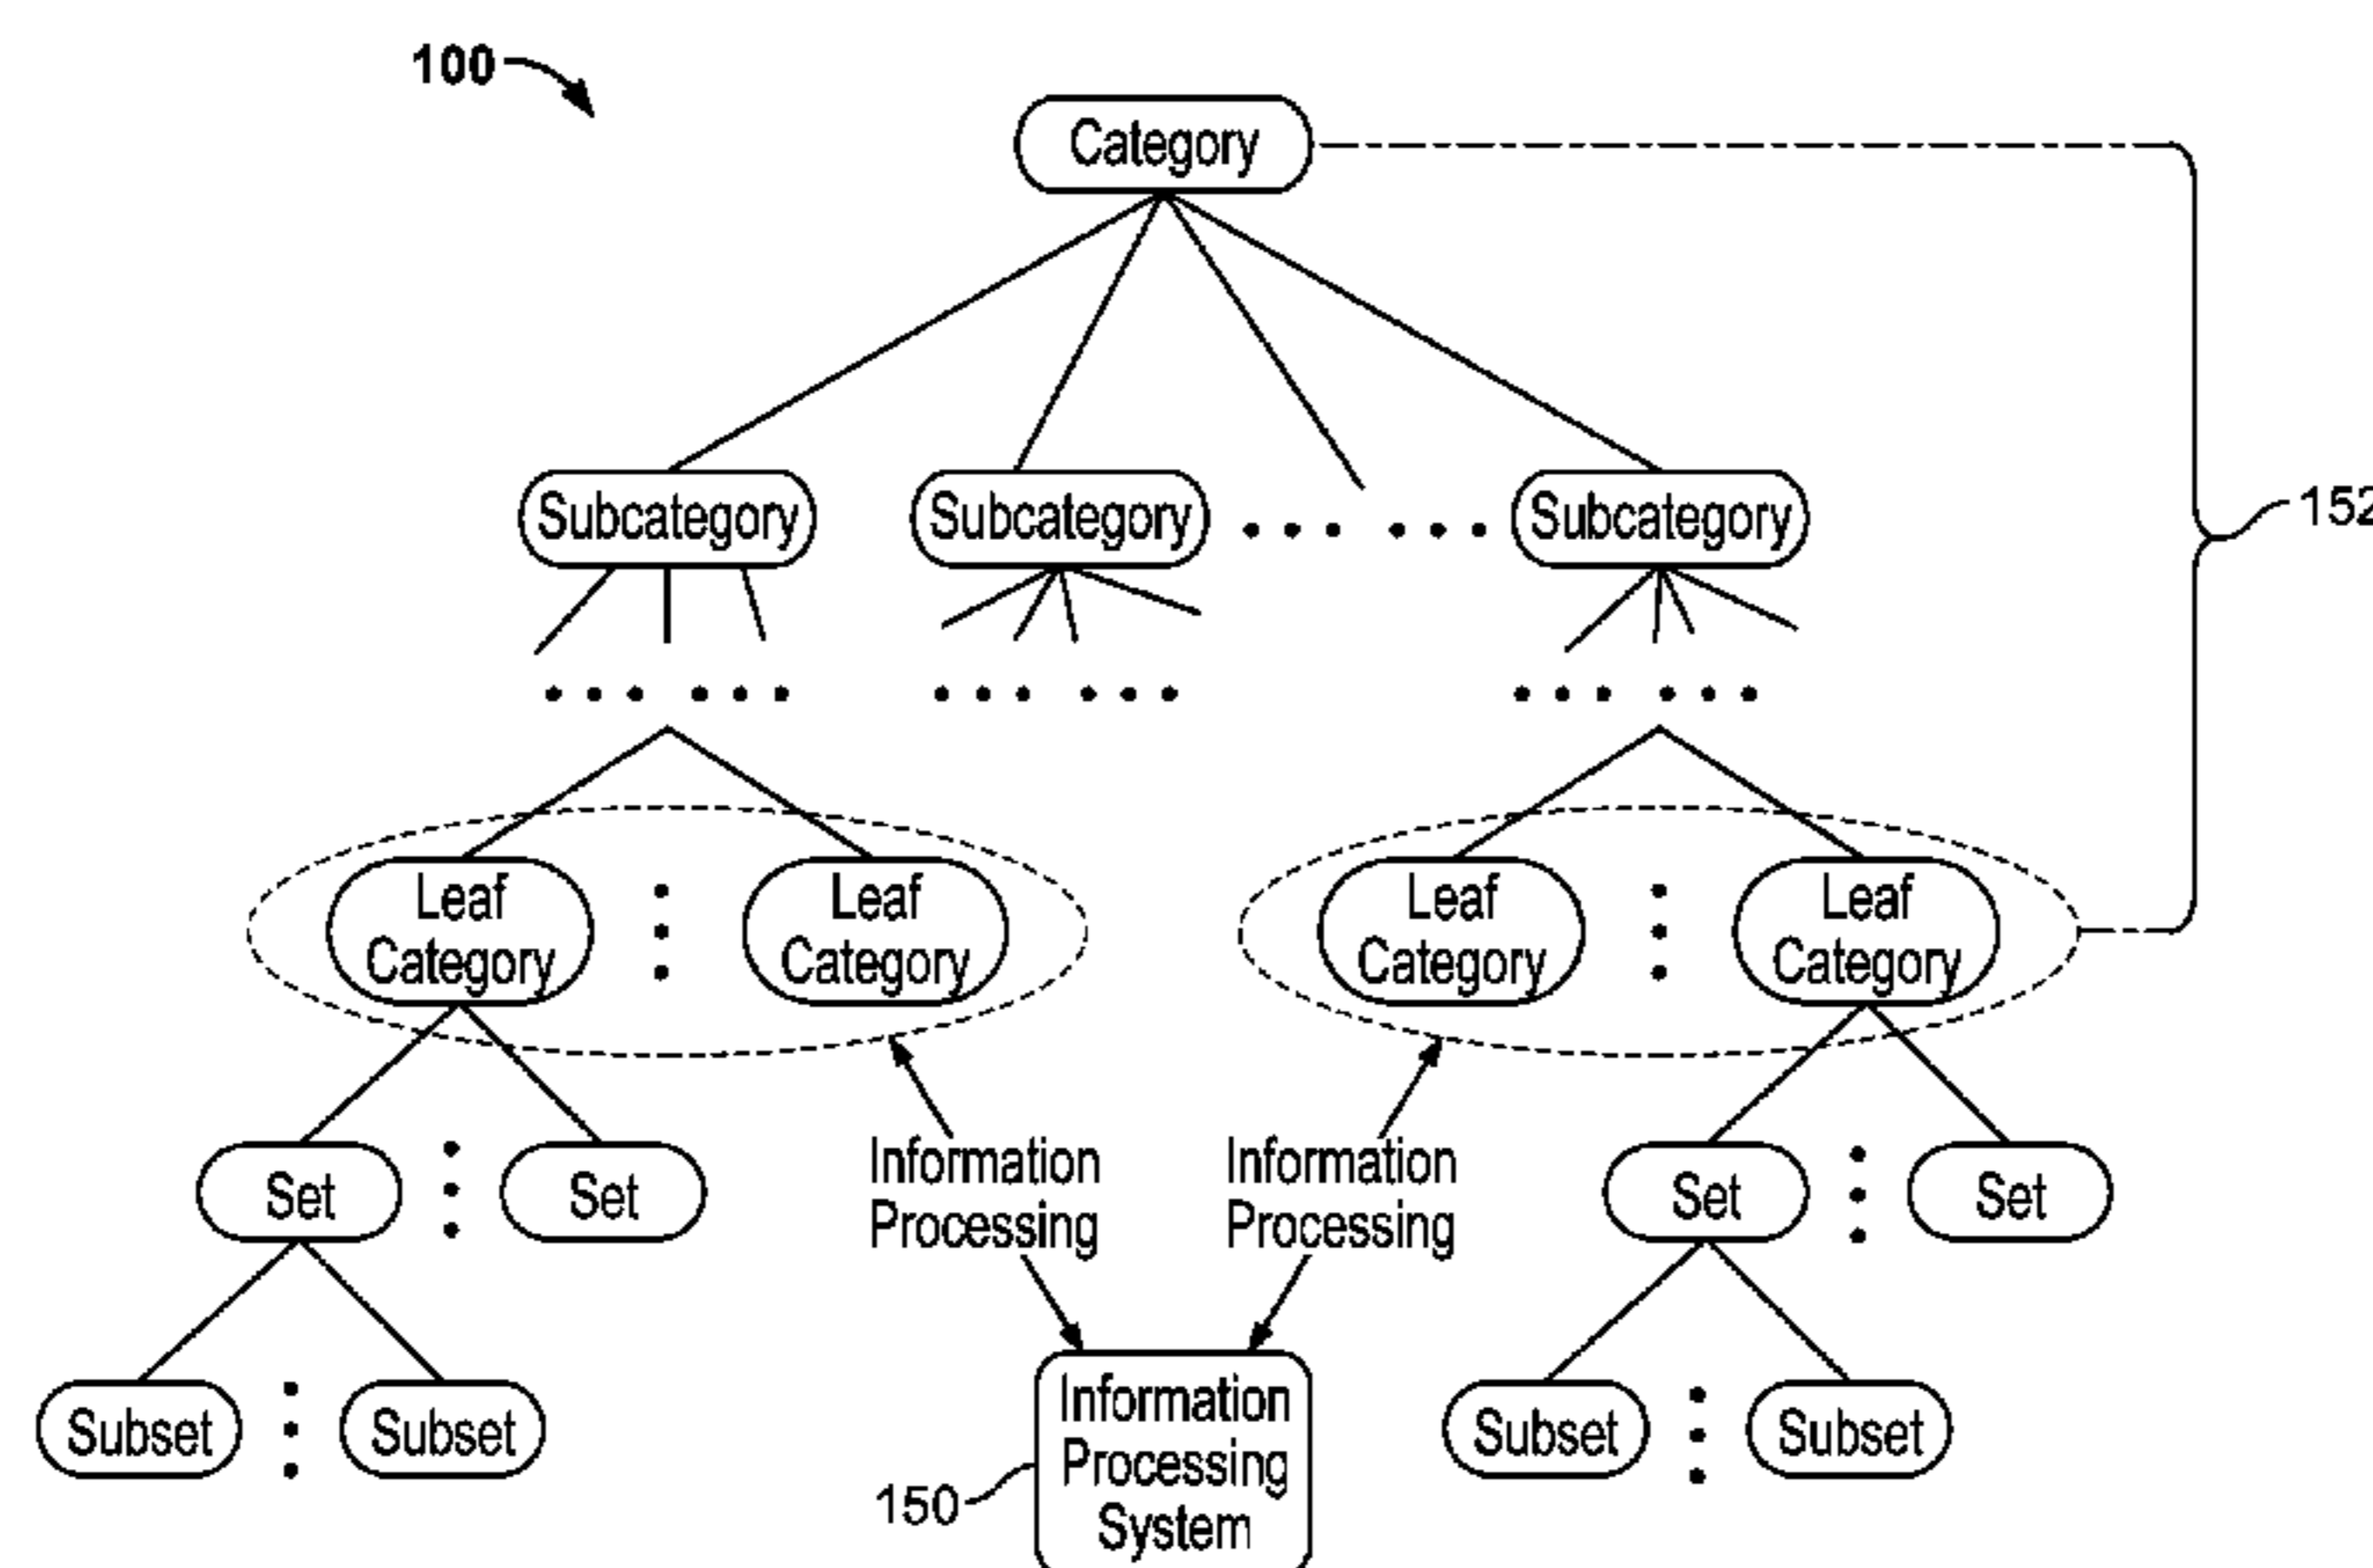 100
Category
Subcategory
Subcategory
Subcategory
152
Leaf
Category
Leaf
Category
Leaf
Category
Leaf
Category
Set
Set
Information
Processing
Information
Processing
Set
Set
Subset
Subset
Information
Processing
System
150
Subset
Subset